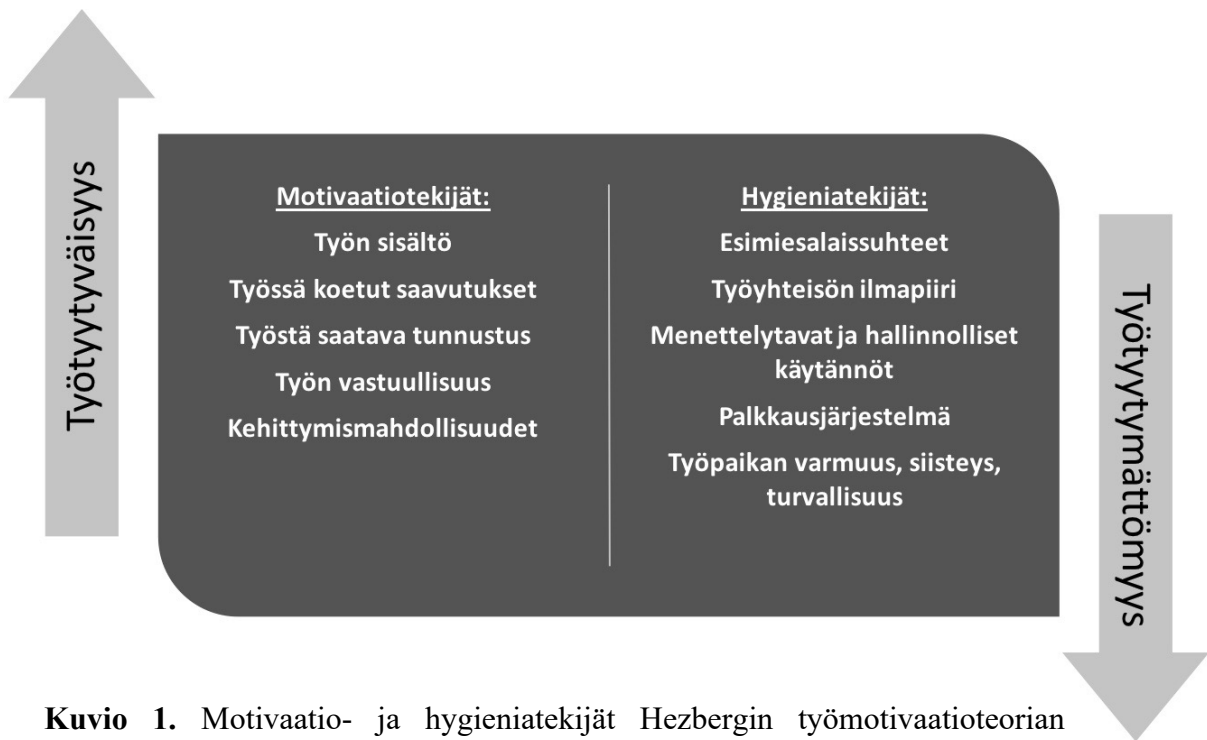 Työtyytyväisyys
Motivaatiotekijät:
Työn sisältö
Työssä koetut saavutukset
Työstä saatava tunnustus
Työn vastuullisuus
Kehittymismahdollisuudet
Hygieniatekijät:
Esimiesalaissuhteet
Työyhteisön ilmapiiri
Menettelytavat ja hallinnolliset
käytännöt
Palkkausjärjestelmä
Työpaikan varmuus, siisteys,
turvallisuus
Työtyytymättömyys
Kuvio 1. Motivaatio- ja hygieniatekijät Hezbergin työmotivaatioteorian